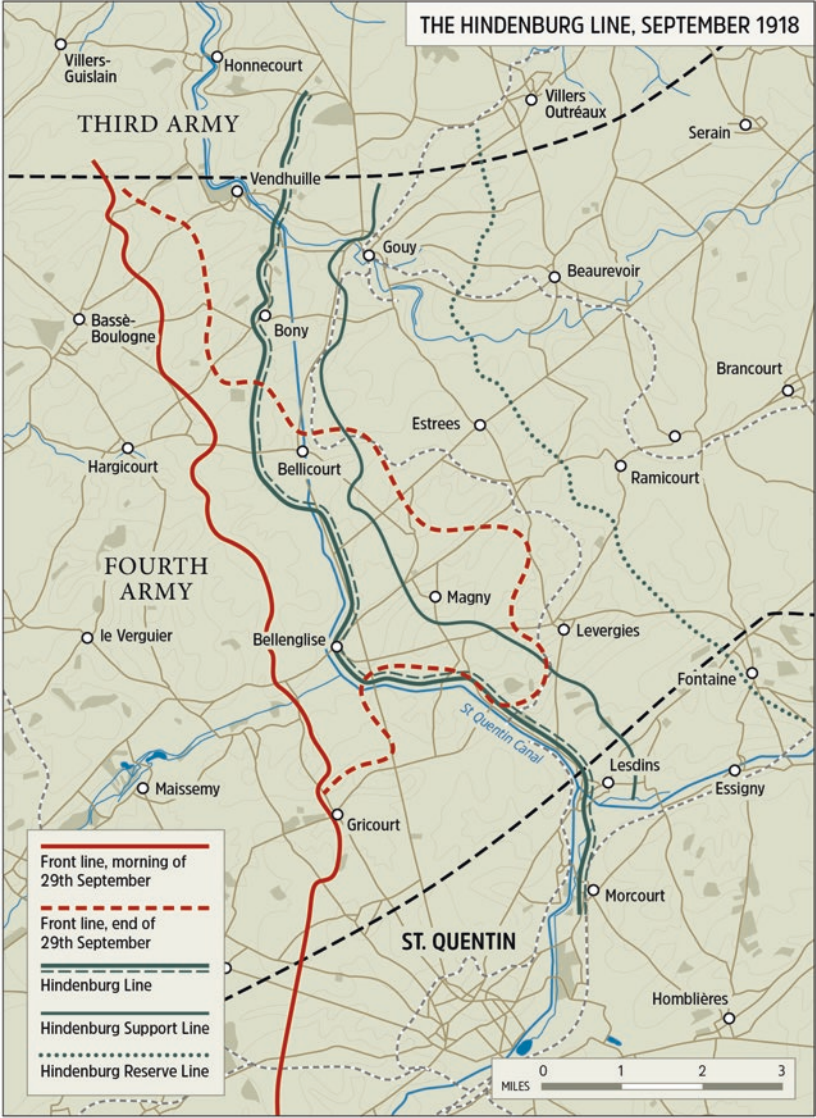 THE HINDENBURG LINE, SEPTEMBER 1918
Villers-
Guislain
Honnecourt
Villers
Outréaux
Serain
THIRD ARMY
Vendhuille
Gouy
Beaurevoir
Bassè-
Boulogne
Bony
Brancourt
Estrees
Hargicourt
Bellicourt
Ramicourt
FOURTH
ARMY
Magny
le Verguier
Bellenglise
Levergies
Fontaine
St Quentin Canal
Lesdins
Essigny
Maissemy
Gricourt
Morcourt
ST. QUENTIN
Homblières
Front line, morning of
29th September
Front line, end of
29th September
Hindenburg Line
Hindenburg Support Line
Hindenburg Reserve Line
0 1 2 3
MILES